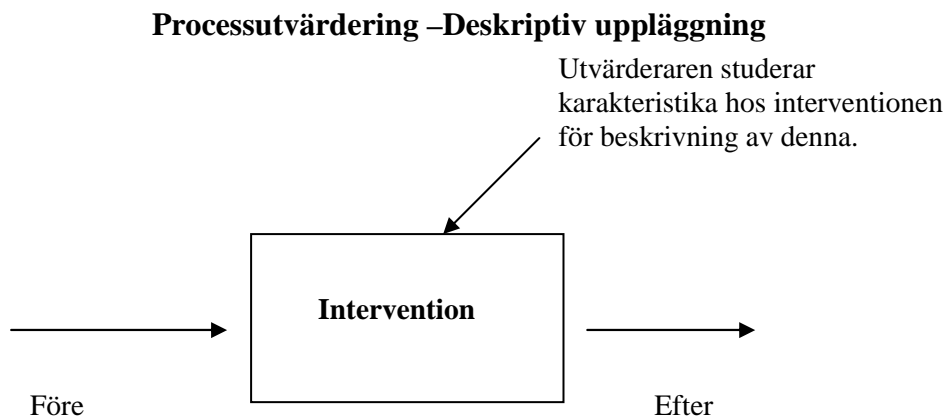 Processutvärdering –Deskriptiv uppläggning
Utvärderaren studerar
karakteristika hos interventionen
för beskrivning av denna.
Intervention
Före
Efter